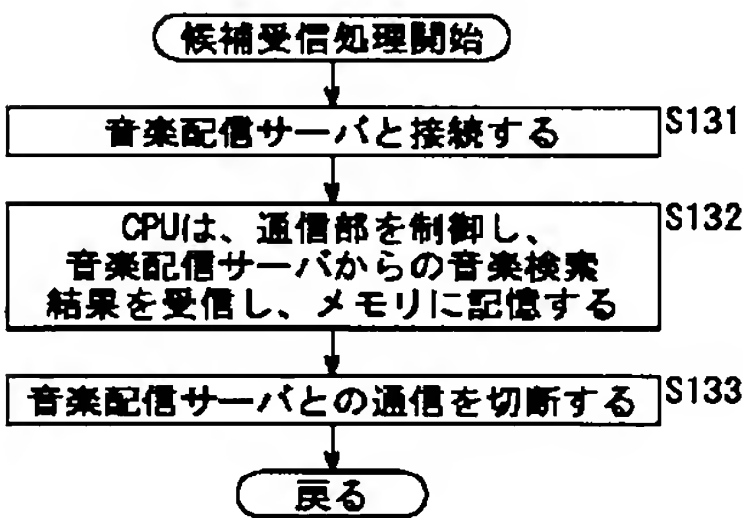 候補受信処理開始
音楽配信サーバと接続する
S131
CPUは、通信部を制御し、
音楽配信サーバからの音楽検索
結果を受信し、メモリに記憶する
S132
音楽配信サーバとの通信を切断する
S133
戻る